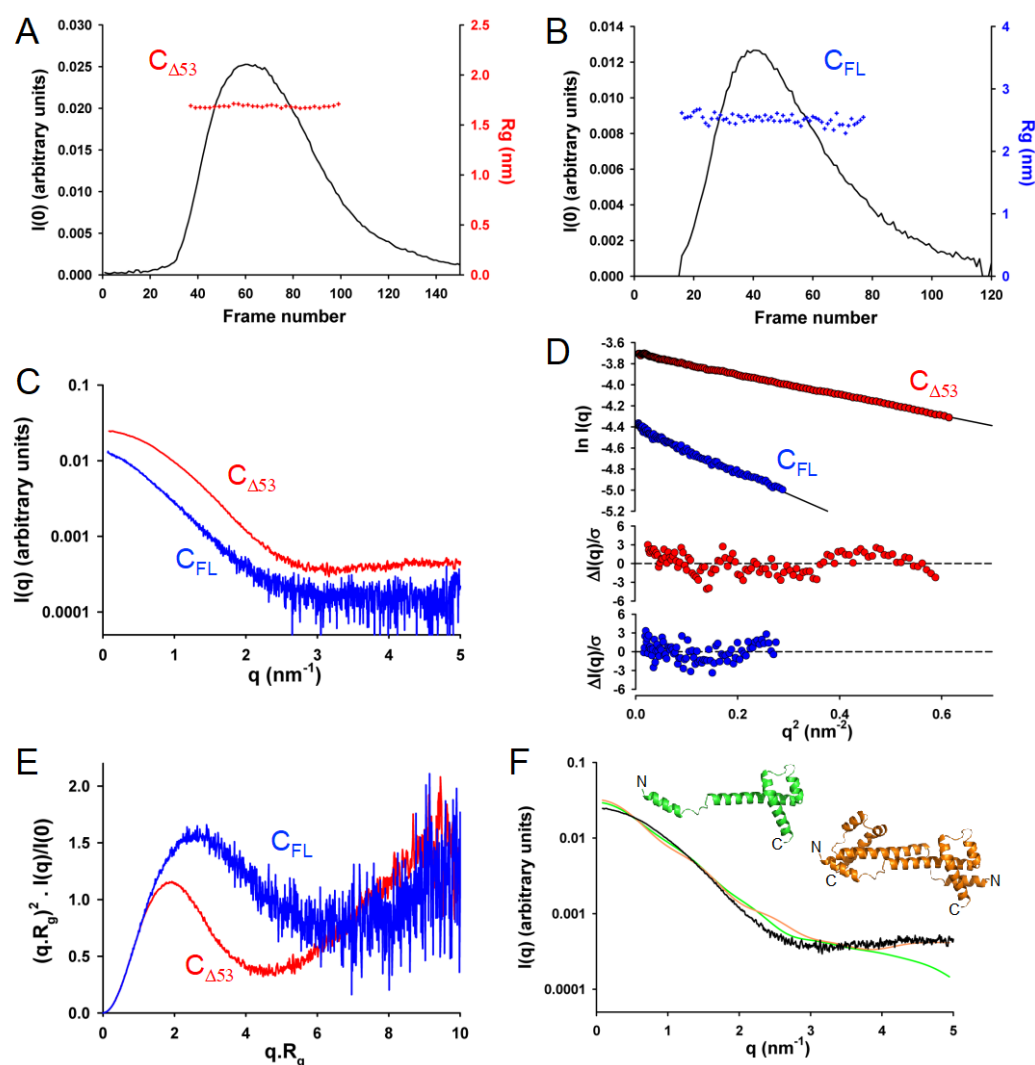 A
I(0) (arbitrary units)
0.030
0.025
0.020
0.015
0.010
0.005
0.000
0 20 40 60 80 100 120 140
Frame number
2.5
2.0
1.5
1.0
0.5
0.0
Rg (nm)
CΔ53
B
I(0) (arbitrary units)
0.014
0.012
0.010
0.008
0.006
0.004
0.002
0.000
0 20 40 60 80 100 120
Frame number
4
3
2
1
0
Rg (nm)
CFL
C
I(q) (arbitrary units)
0.1
0.01
0.001
0.0001
0 1 2 3 4 5
q (nm-1)
CΔ53
CFL
D
ln I(q)
-3.6
-4.0
-4.4
-4.8
-5.2
CΔ53
CFL
ΔI(q)/σ
6
3
0
-3
-6
ΔI(q)/σ
6
3
0
-3
-6
0.0 0.2 0.4 0.6
q2 (nm-2)
E
(q.Rg)2 . I(q)/I(0)
2.0
1.5
1.0
0.5
0.0
0 2 4 6 8 10
q.Rg
CFL
CΔ53
F
I(q) (arbitrary units)
0.1
0.01
0.001
0.0001
0 1 2 3 4 5
q (nm-1)
N
C
N
C
N
C